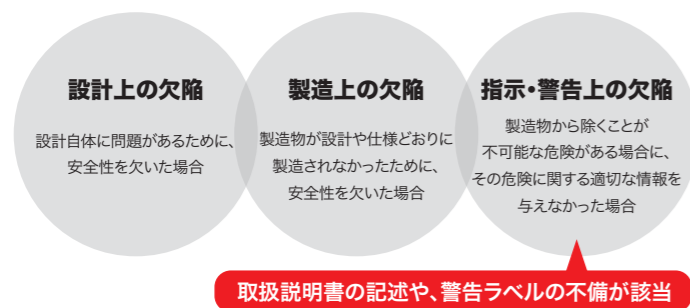 設計上の欠陥
設計自体に問題があるために、
安全性を欠いた場合
製造上の欠陥
製造物が設計や仕様どおりに
製造されなかったために、
安全性を欠いた場合
指示・警告上の欠陥
製造物から除くことが
不可能な危険がある場合に、
その危険に関する適切な情報を
与えなかった場合
取扱説明書の記述や、警告ラベルの不備が該当